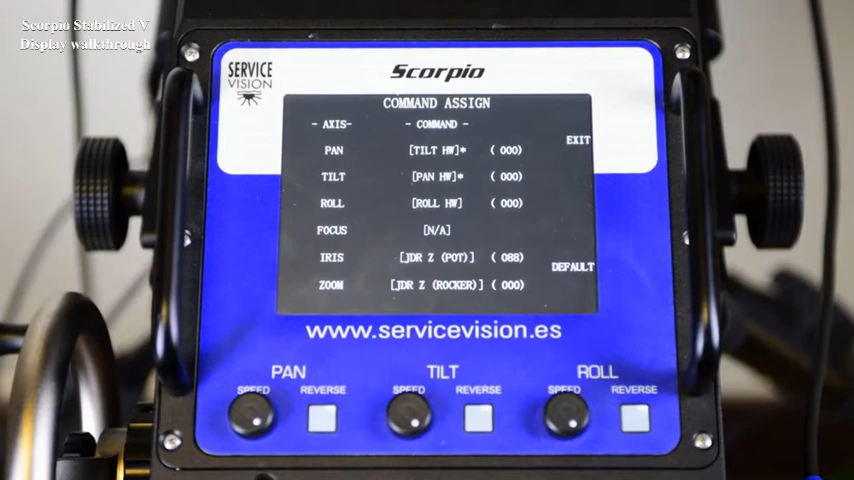 Scorpio Stabilized V
Display walkthrough
SERVICE
VISION
Scorpio
COMMAND ASSIGN
- AXIS- - COMMAND -
EXIT
PAN [TILT HW]* ( 000)
TILT [PAN HW]* ( 000)
ROLL [ROLL HW] ( 000)
FOCUS [N/A]
IRIS [JDR Z (POT)] ( 088)
DEFAULT
ZOOM [JDR Z (ROCKER)] ( 000)
www.servicevision.es
PAN TILT ROLL
SPEED REVERSE SPEED REVERSE SPEED REVERSE